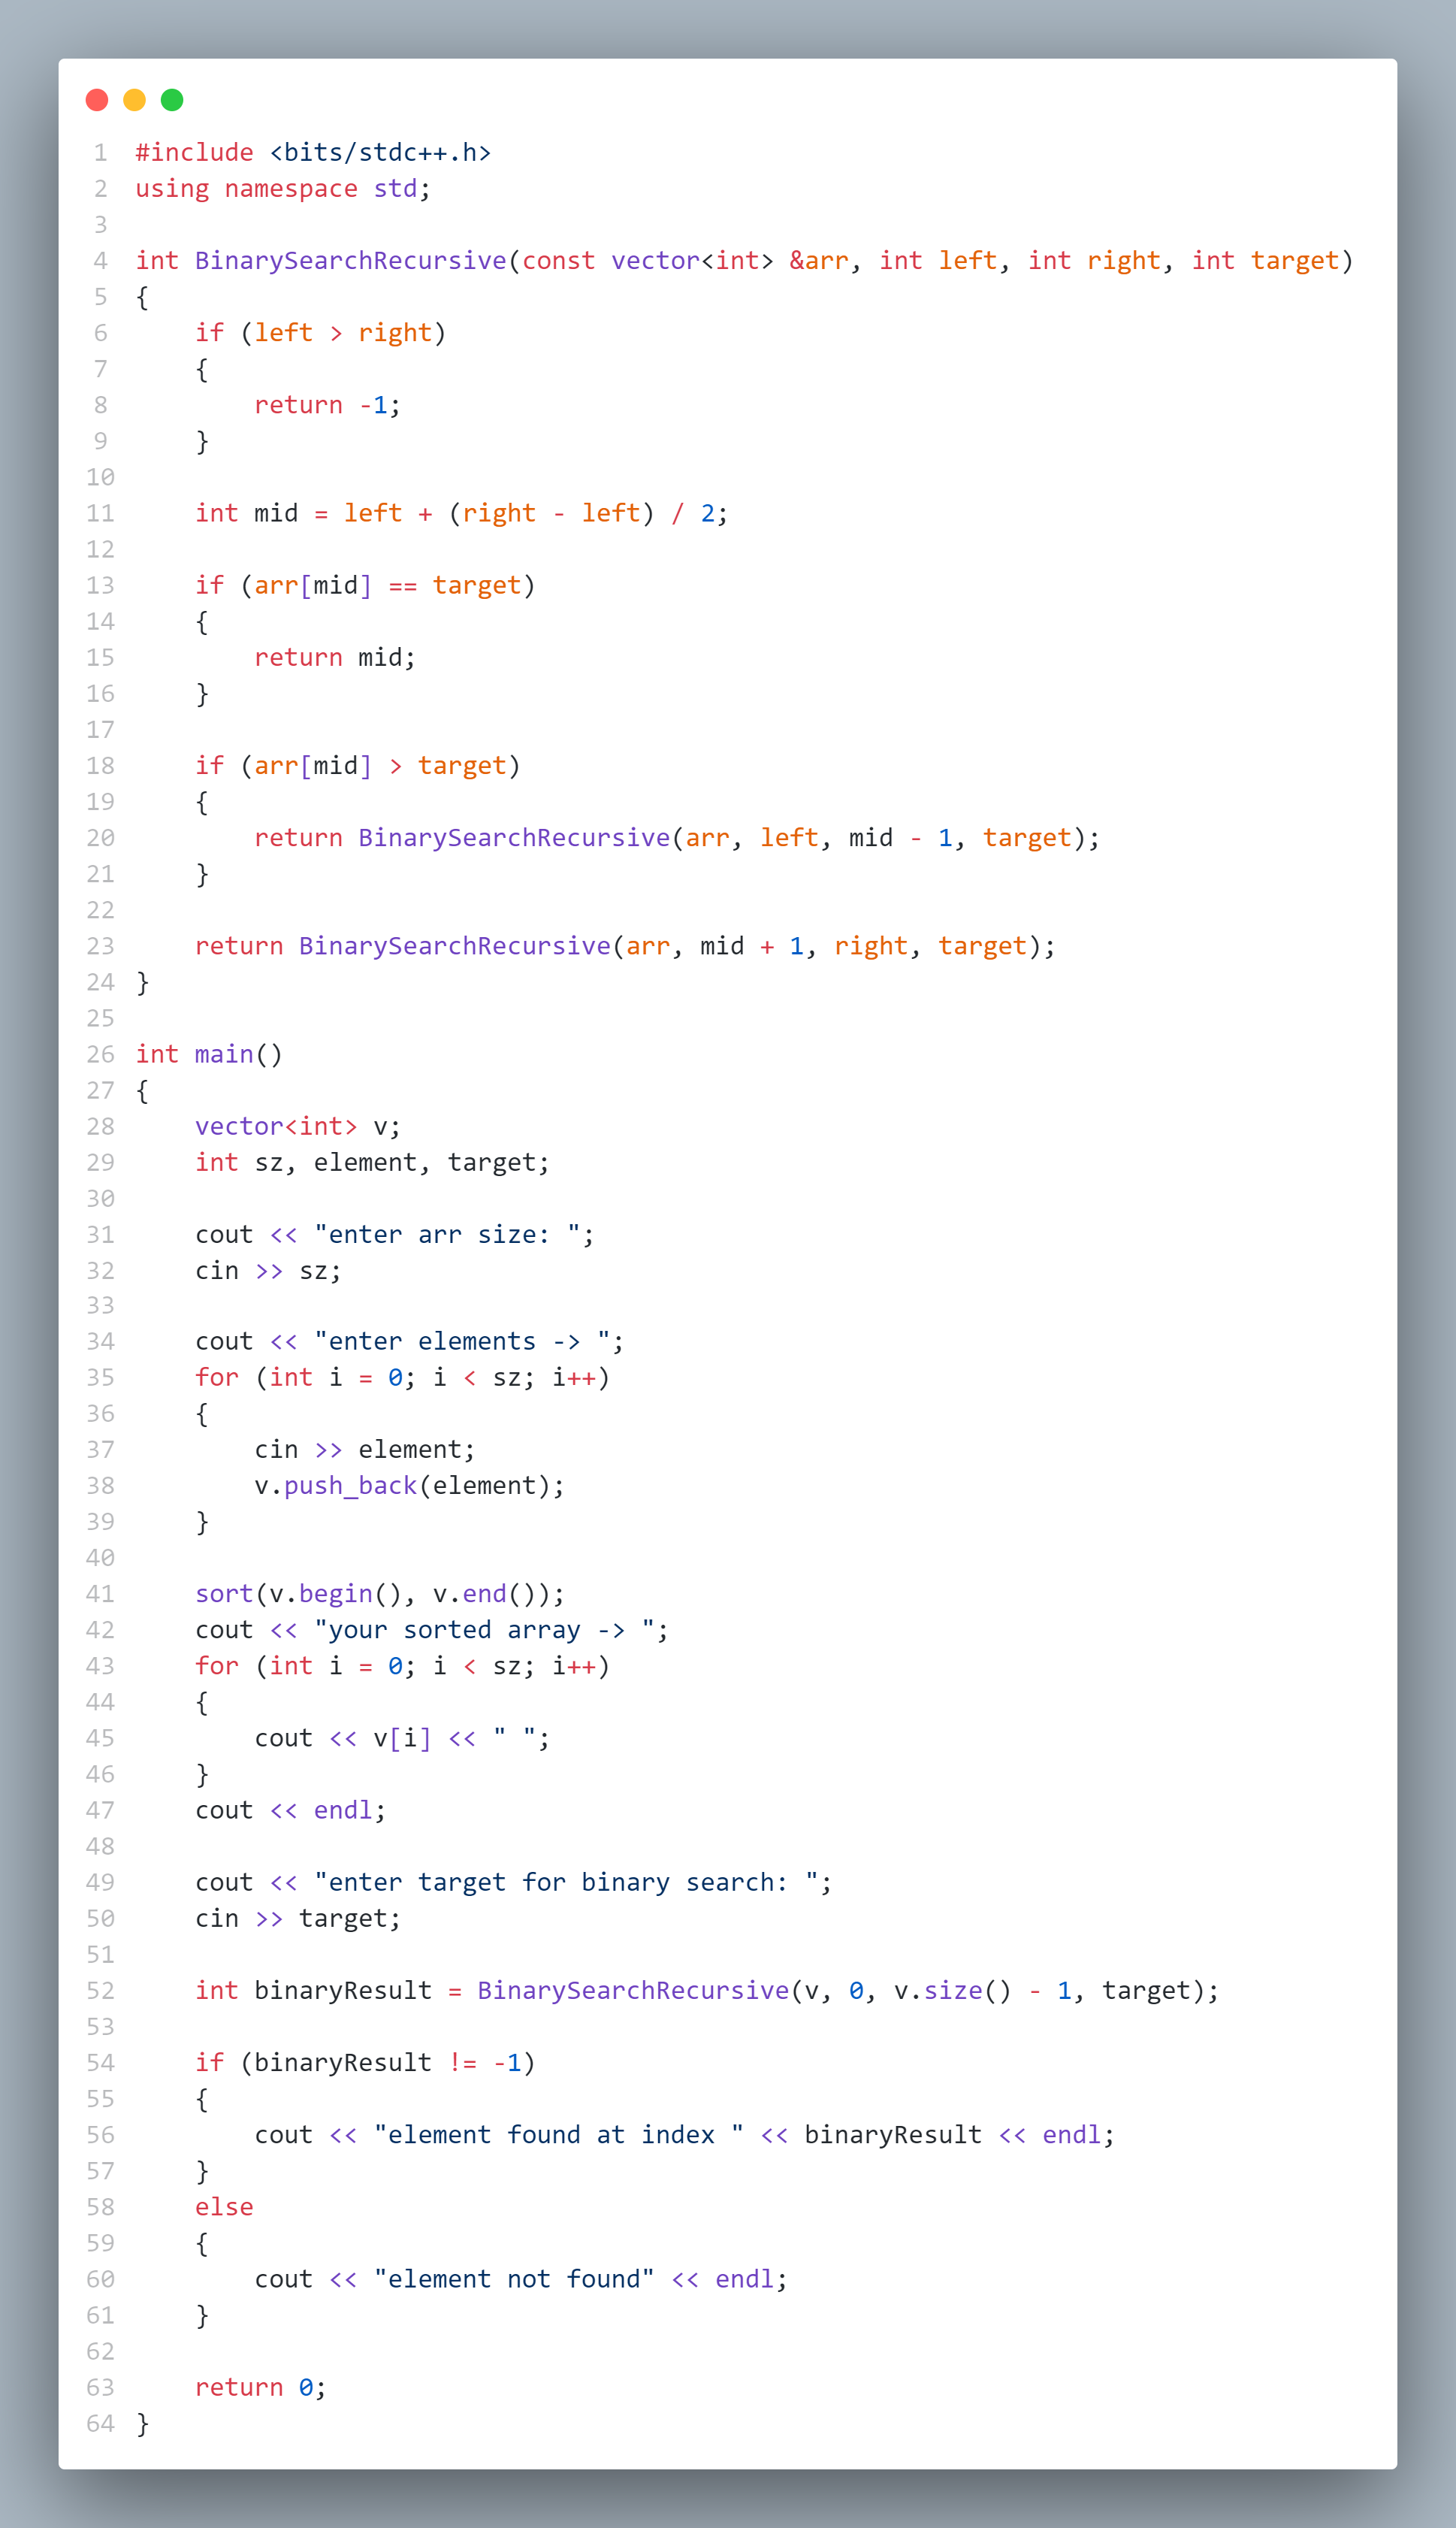 1 #include <bits/stdc++.h>
2 using namespace std;
3
4 int BinarySearchRecursive(const vector<int> &arr, int left, int right, int target)
5 {
6     if (left > right)
7     {
8         return -1;
9     }
10
11     int mid = left + (right - left) / 2;
12
13     if (arr[mid] == target)
14     {
15         return mid;
16     }
17
18     if (arr[mid] > target)
19     {
20         return BinarySearchRecursive(arr, left, mid - 1, target);
21     }
22
23     return BinarySearchRecursive(arr, mid + 1, right, target);
24 }
25
26 int main()
27 {
28     vector<int> v;
29     int sz, element, target;
30
31     cout << "enter arr size: ";
32     cin >> sz;
33
34     cout << "enter elements -> ";
35     for (int i = 0; i < sz; i++)
36     {
37         cin >> element;
38         v.push_back(element);
39     }
40
41     sort(v.begin(), v.end());
42     cout << "your sorted array -> ";
43     for (int i = 0; i < sz; i++)
44     {
45         cout << v[i] << " ";
46     }
47     cout << endl;
48
49     cout << "enter target for binary search: ";
50     cin >> target;
51
52     int binaryResult = BinarySearchRecursive(v, 0, v.size() - 1, target);
53
54     if (binaryResult != -1)
55     {
56         cout << "element found at index " << binaryResult << endl;
57     }
58     else
59     {
60         cout << "element not found" << endl;
61     }
62
63     return 0;
64 }